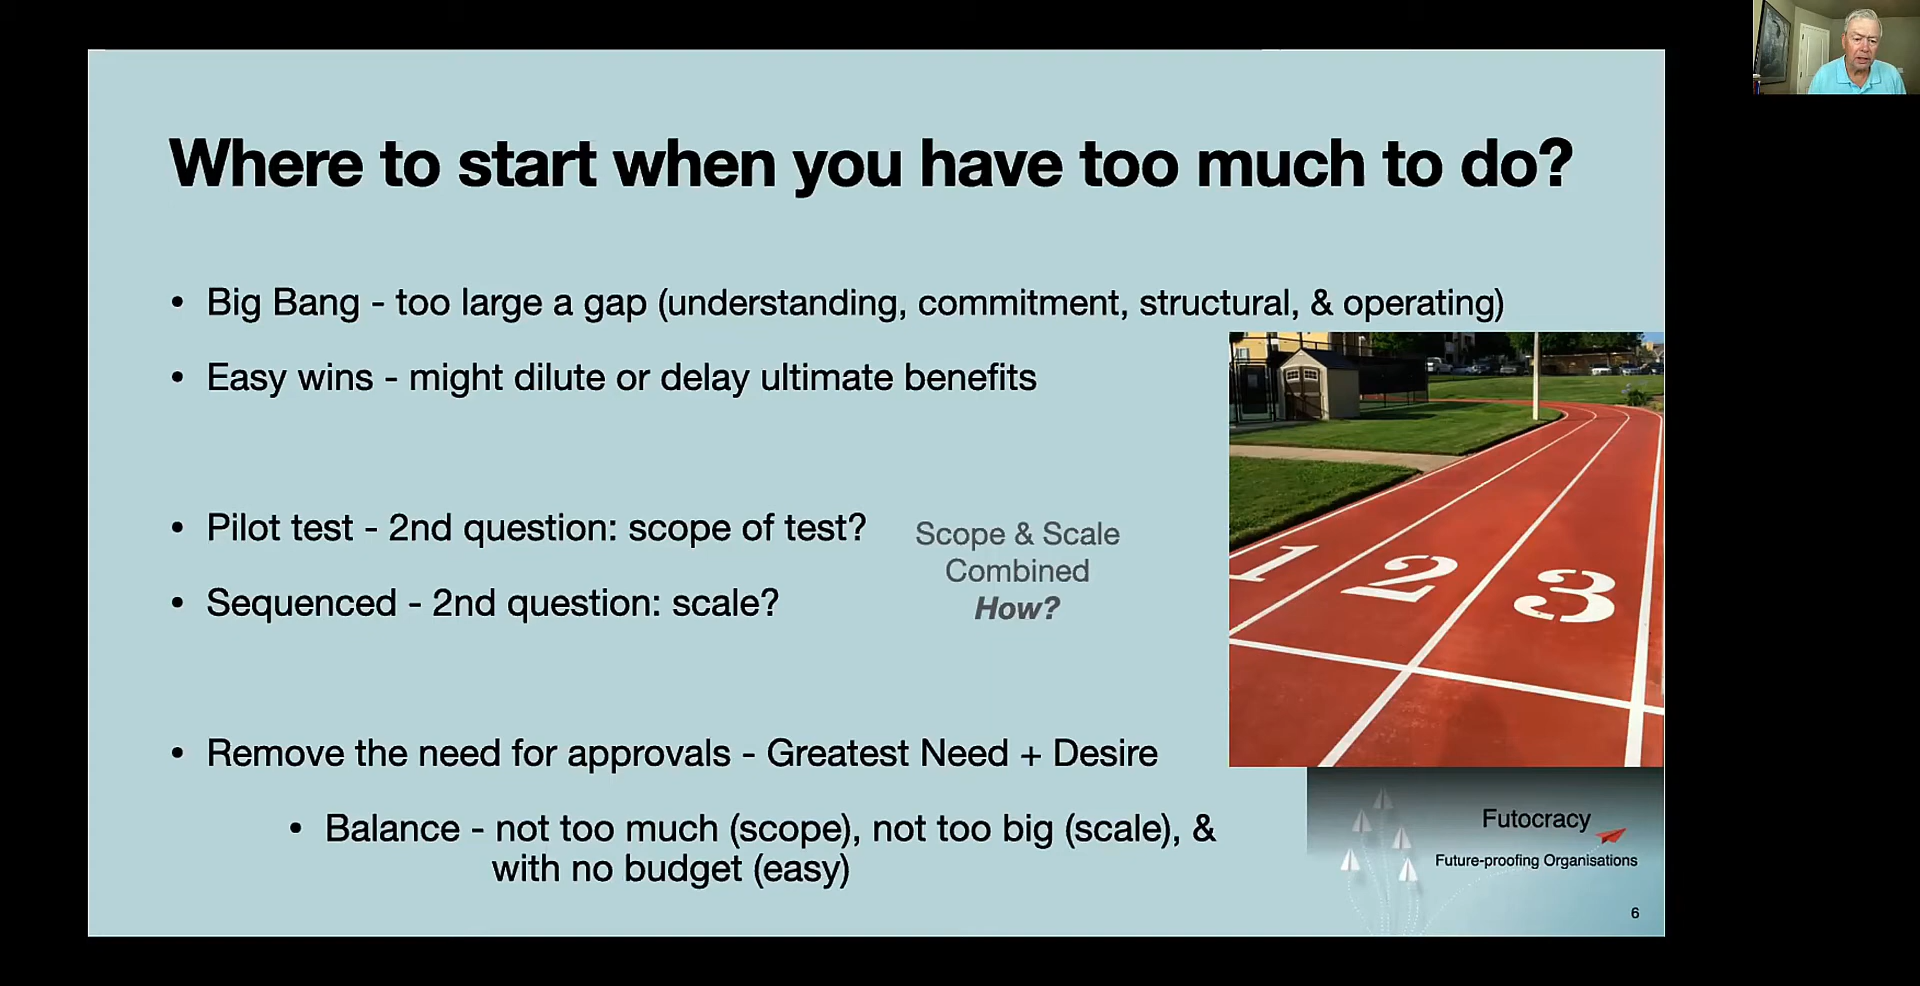 Where to start when you have too much to do?
• Big Bang - too large a gap (understanding, commitment, structural, & operating)
• Easy wins - might dilute or delay ultimate benefits
• Pilot test - 2nd question: scope of test?
• Sequenced - 2nd question: scale?
Scope & Scale
Combined
How?
1 2 3
• Remove the need for approvals - Greatest Need + Desire
• Balance - not too much (scope), not too big (scale), &
with no budget (easy)
Futocracy
Future-proofing Organisations
6